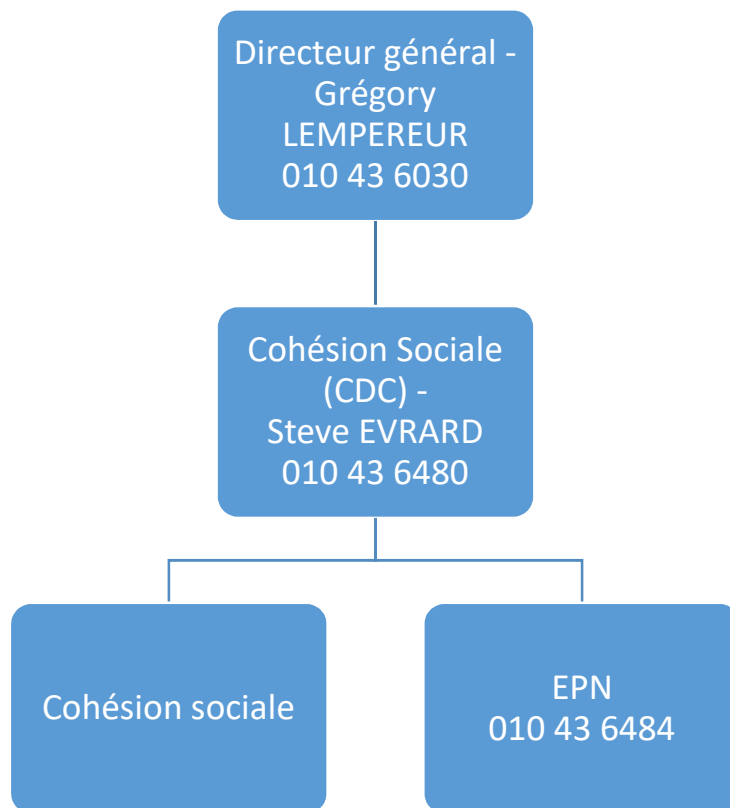 Directeur général -
Grégory
LEMPEREUR
010 43 6030
Cohésion Sociale
(CDC) -
Steve EVRARD
010 43 6480
Cohésion sociale
EPN
010 43 6484